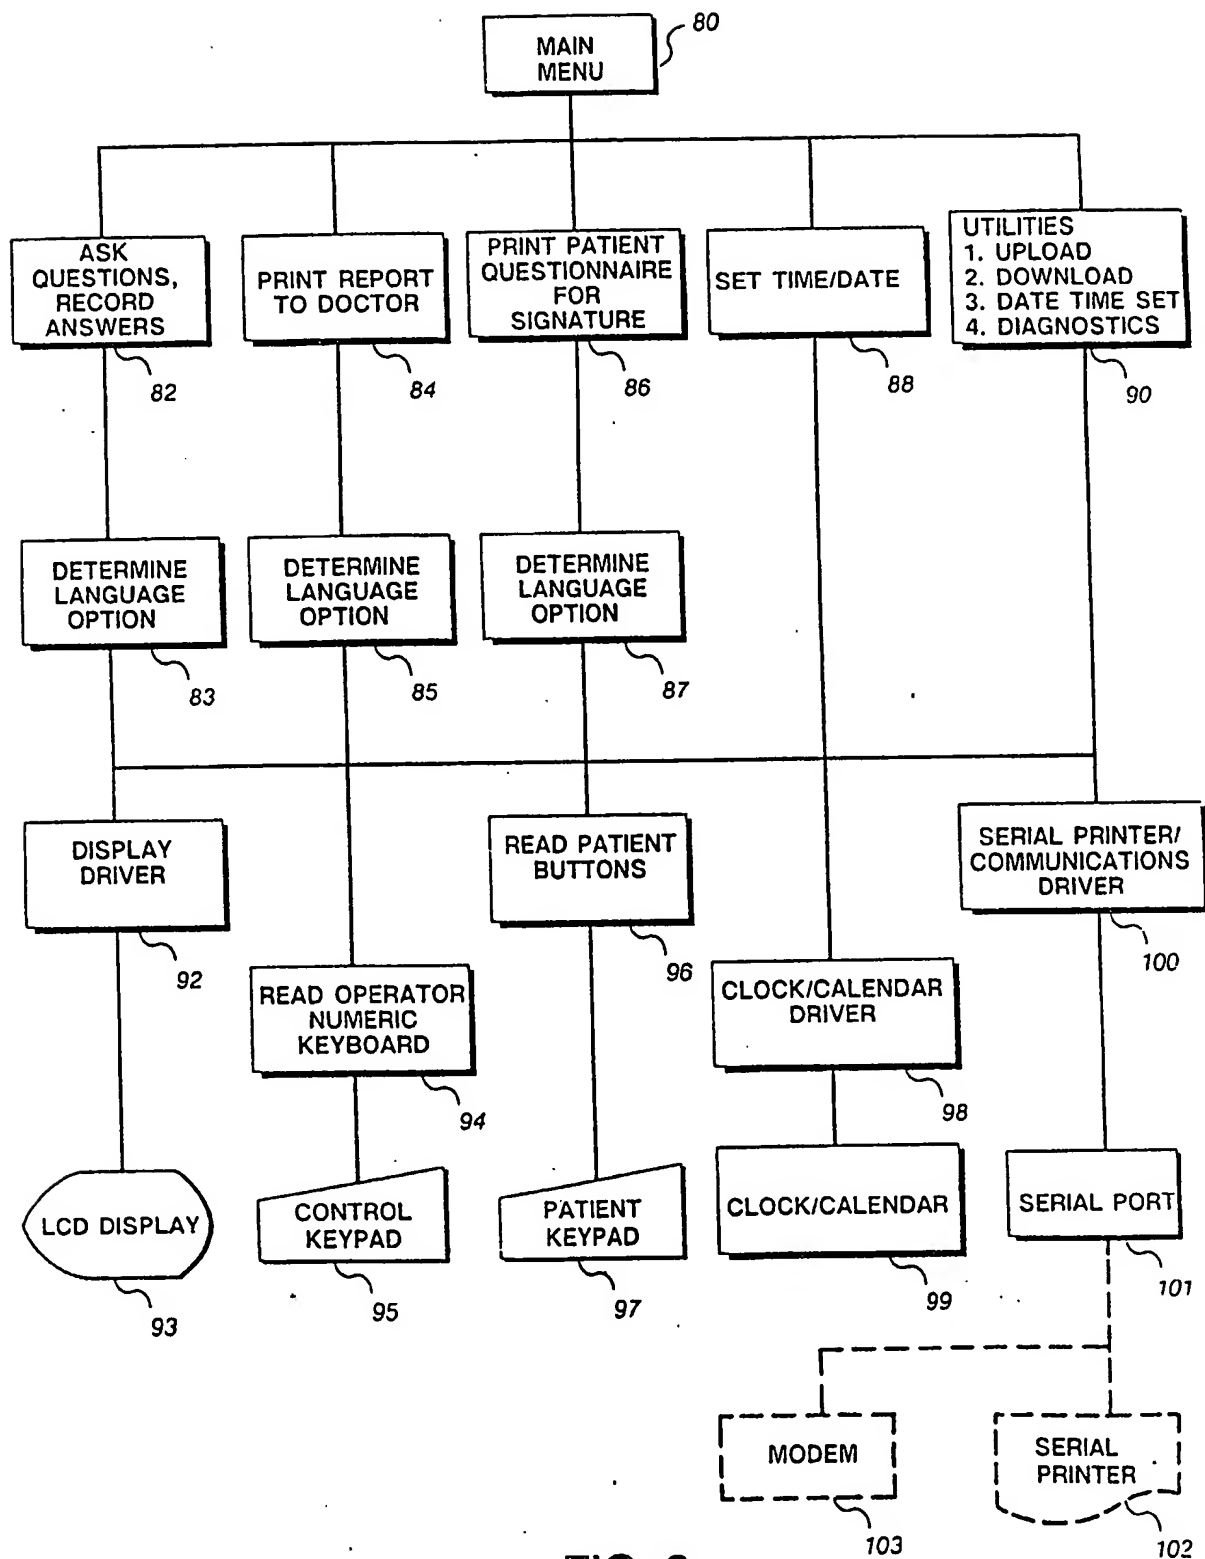 80
MAIN
MENU
ASK
QUESTIONS,
RECORD
ANSWERS
82
PRINT REPORT
TO DOCTOR
84
PRINT PATIENT
QUESTIONNAIRE
FOR
SIGNATURE
86
SET TIME/DATE
88
UTILITIES
1. UPLOAD
2. DOWNLOAD
3. DATE TIME SET
4. DIAGNOSTICS
90
DETERMINE
LANGUAGE
OPTION
83
DETERMINE
LANGUAGE
OPTION
85
DETERMINE
LANGUAGE
OPTION
87
DISPLAY
DRIVER
92
READ PATIENT
BUTTONS
96
SERIAL PRINTER/
COMMUNICATIONS
DRIVER
100
READ OPERATOR
NUMERIC
KEYBOARD
94
CLOCK/CALENDAR
DRIVER
98
LCD DISPLAY
93
CONTROL
KEYPAD
95
PATIENT
KEYPAD
97
CLOCK/CALENDAR
99
SERIAL PORT
101
MODEM
103
SERIAL
PRINTER
102